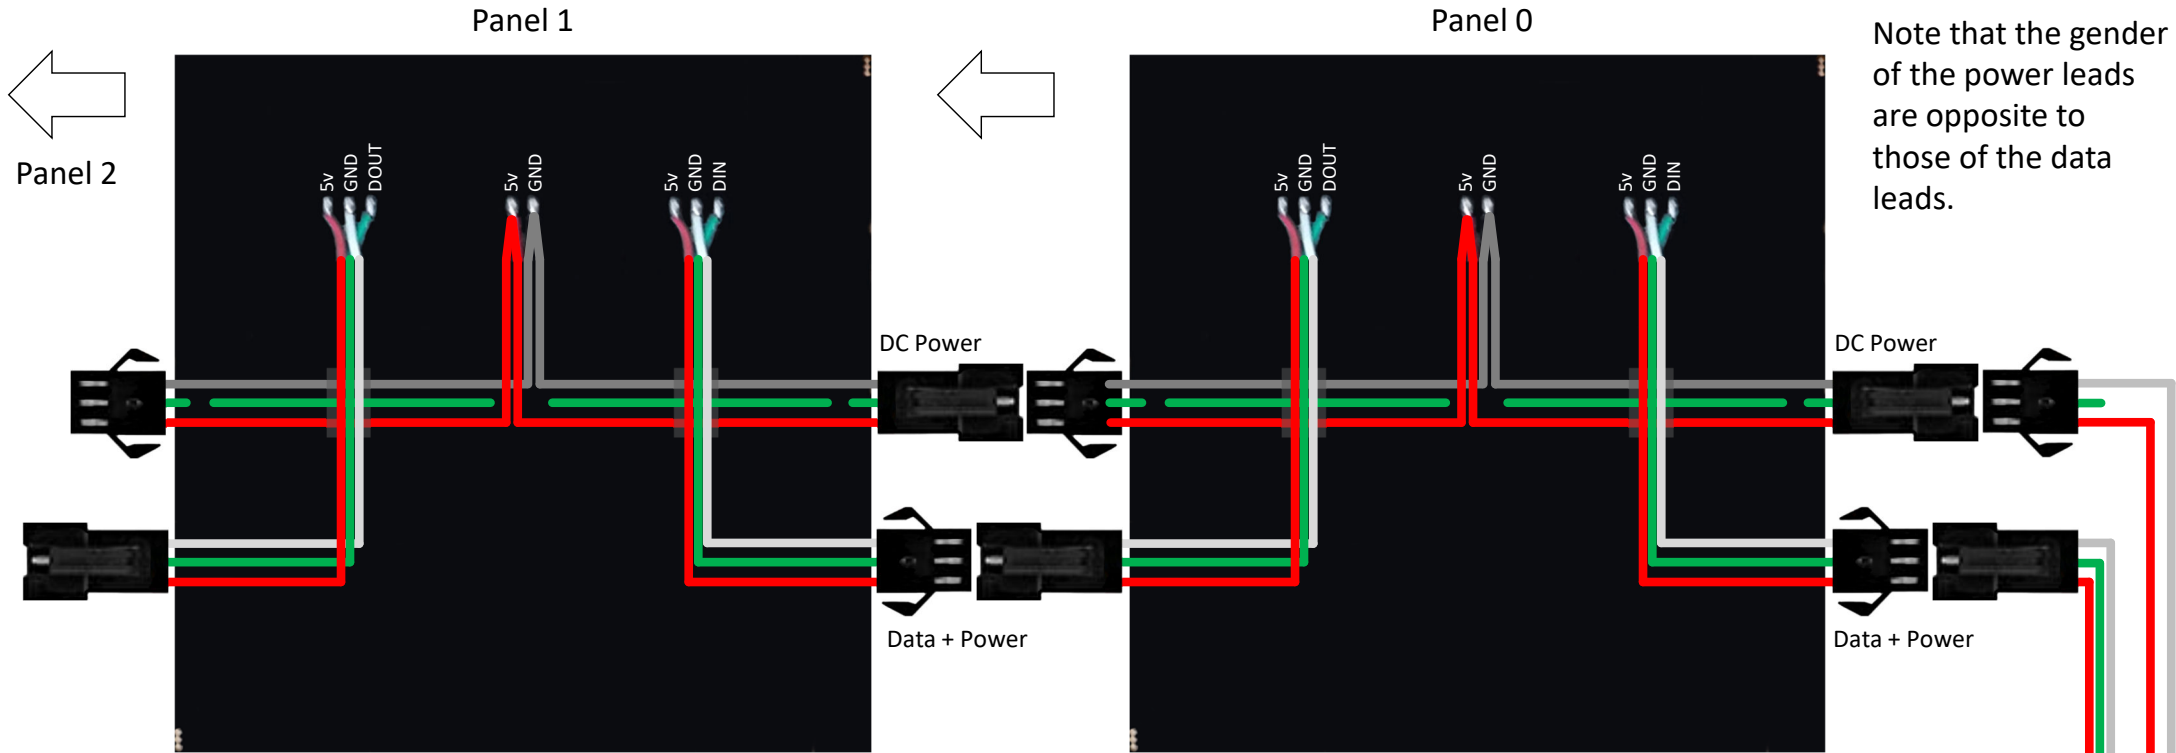 Panel 1
Panel 0
Note that the gender
of the power leads
are opposite to
those of the data
leads.
Panel 2
5v
GND
DOUT
5v
GND
5v
GND
DIN
5v
GND
DOUT
5v
GND
5v
GND
DIN
DC Power
DC Power
Data + Power
Data + Power